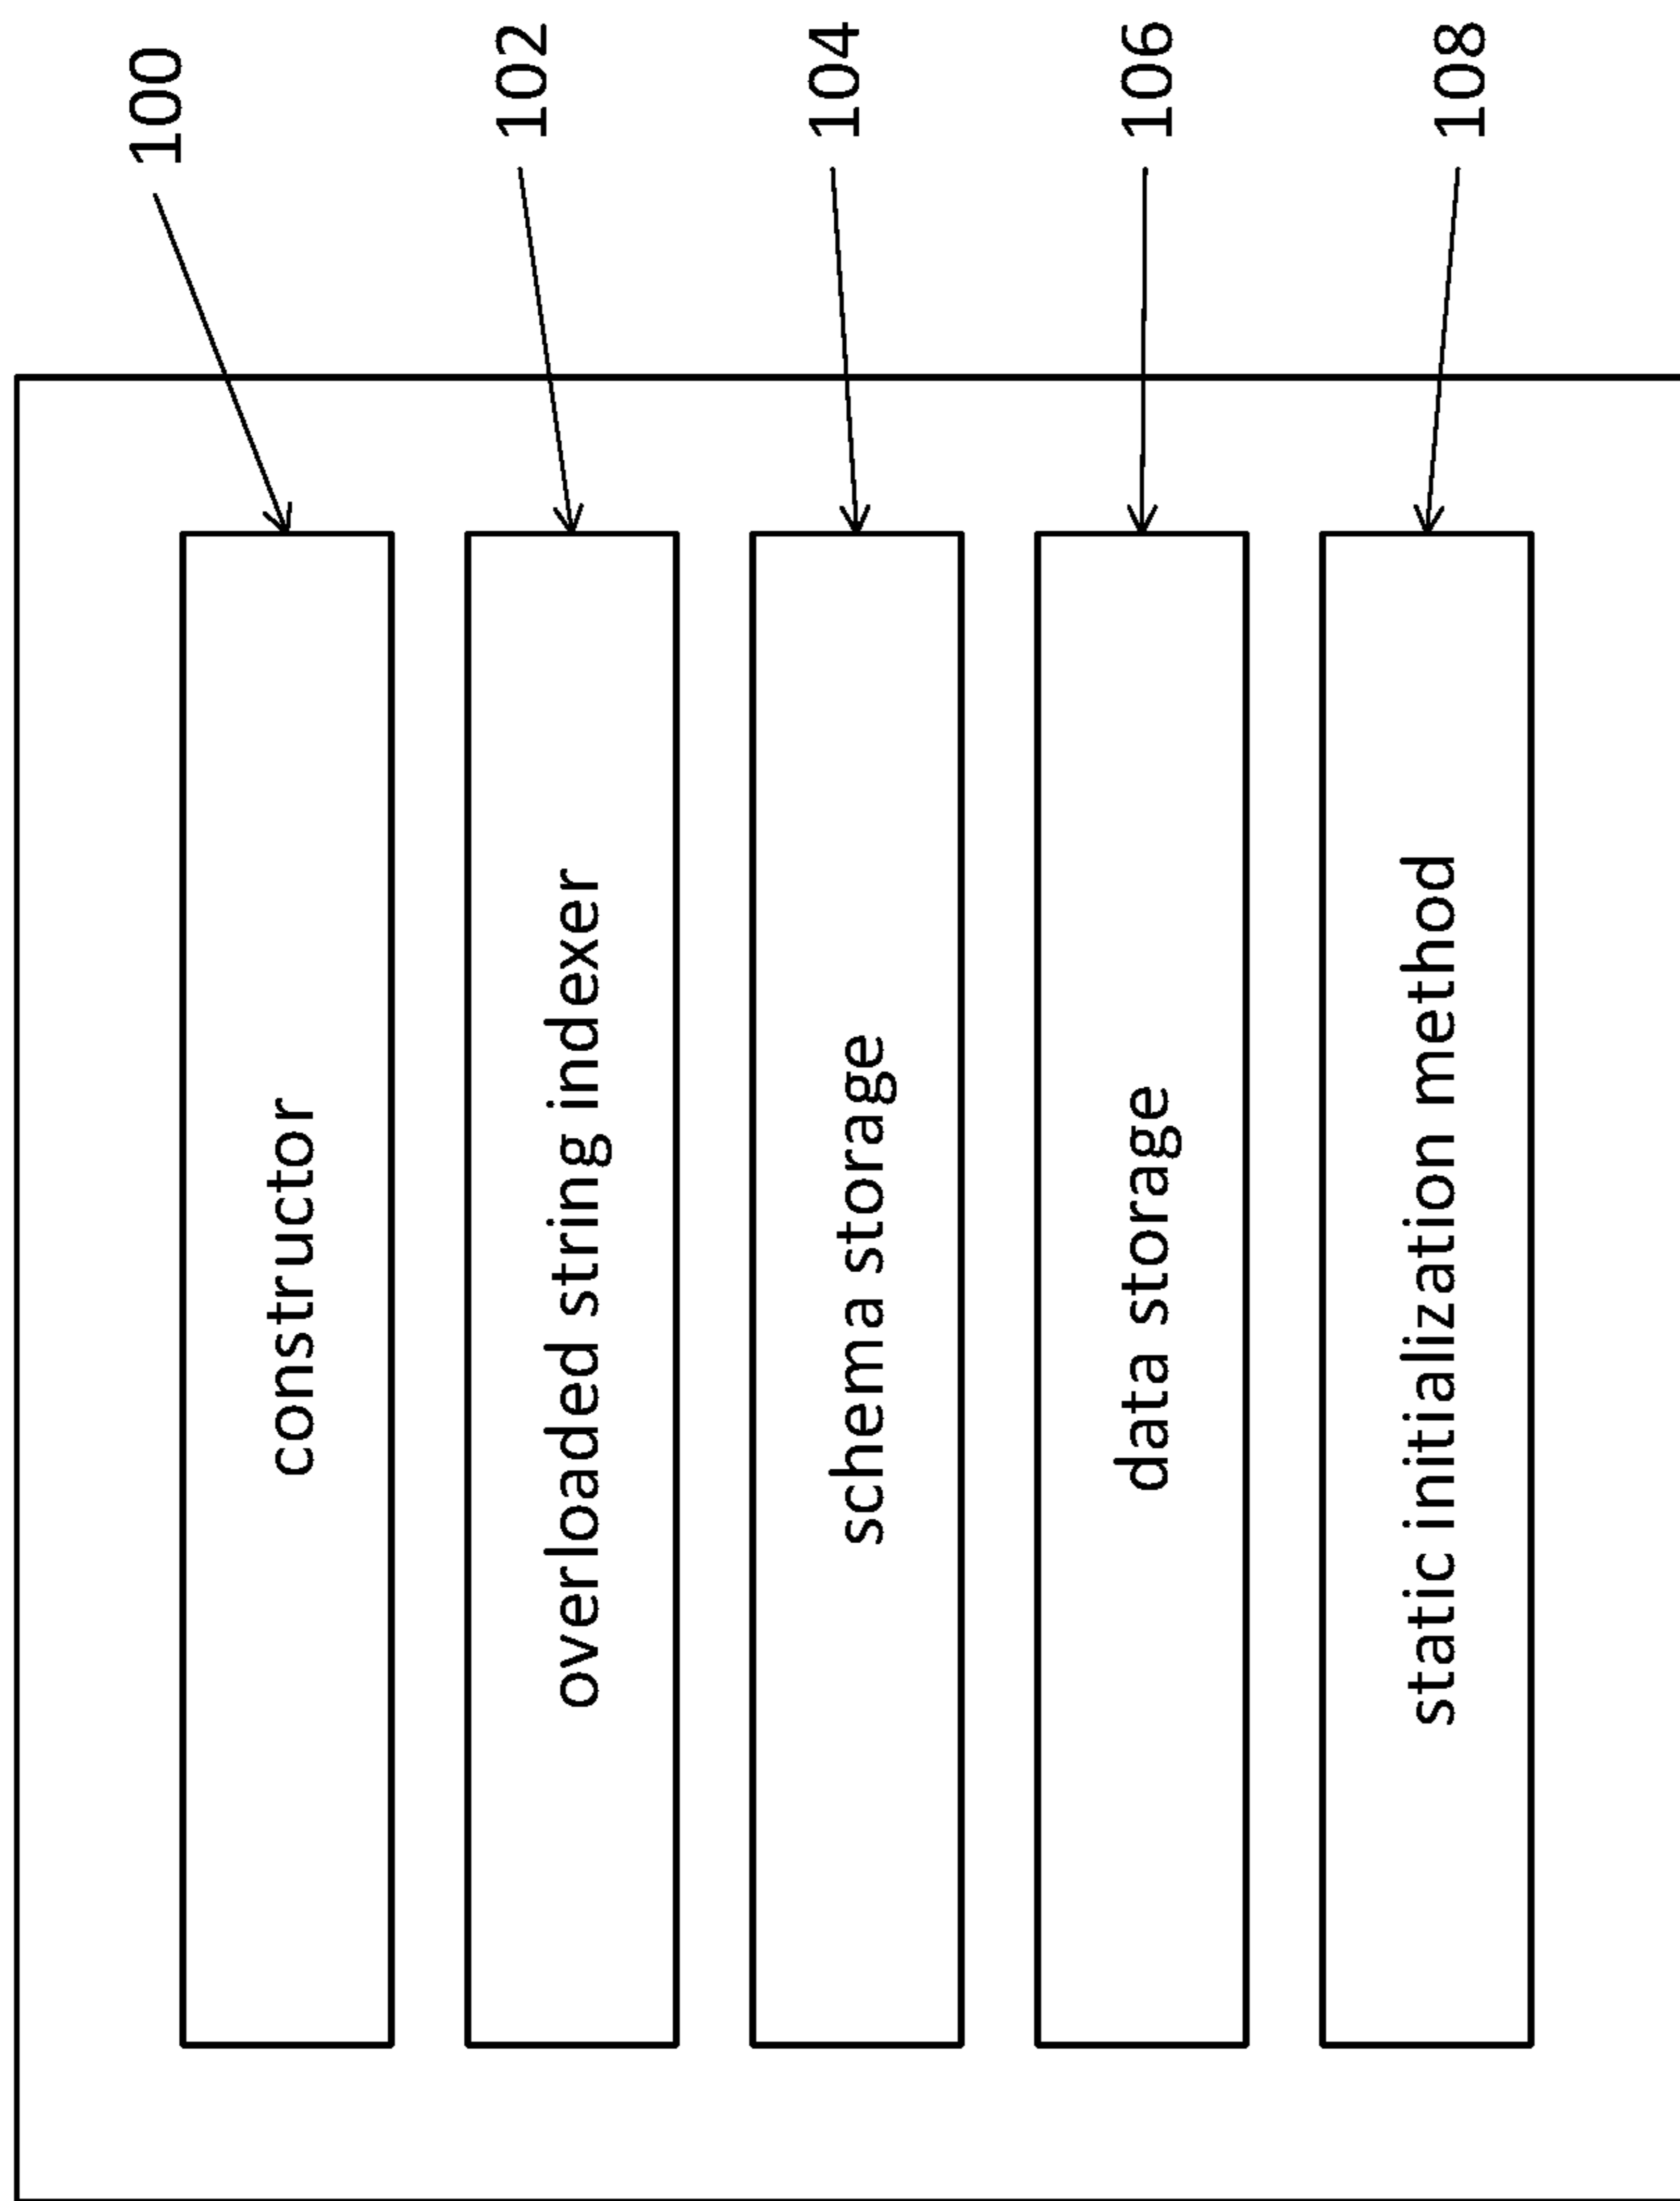 constructor
100
overloaded string indexer
102
schema storage
104
data storage
106
static initialization method
108